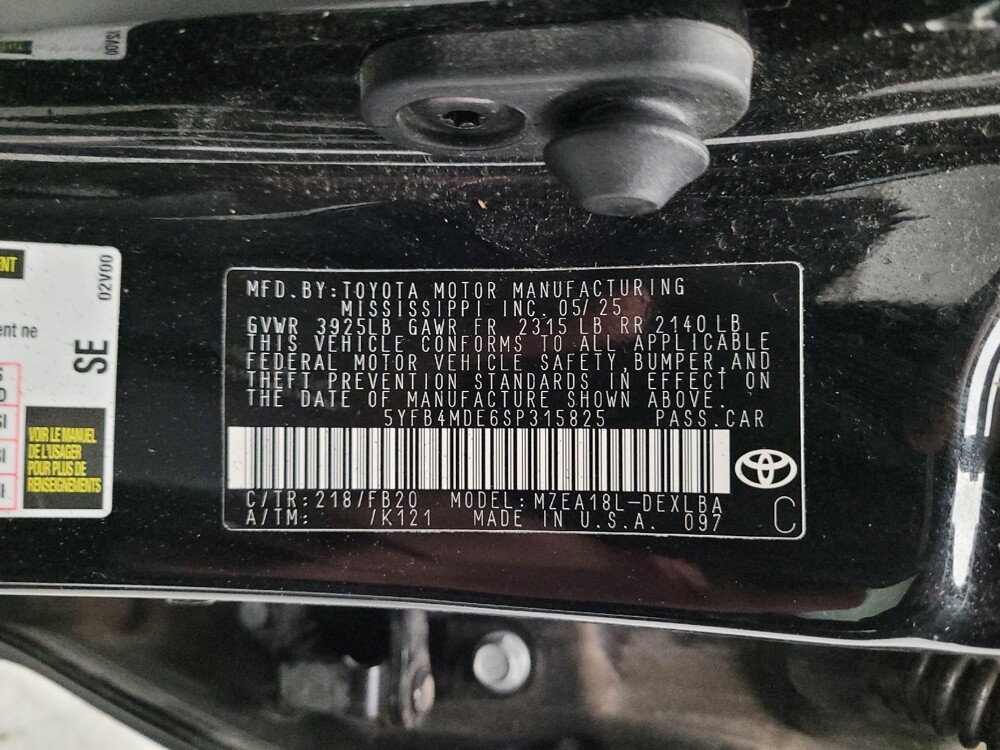 NT
ent ne
02V00
SE
VOIR LE MANUEL
DE L'USAGER
POUR PLUS DE
RENSEIGNEMENTS
MFD.BY:TOYOTA MOTOR MANUFACTURING
MISSISSIPPI INC. 05/25
GVWR 3925LB GAWR FR 2315 LB RR 2140 LB
THIS VEHICLE CONFORMS TO ALL APPLICABLE
FEDERAL MOTOR VEHICLE SAFETY,BUMPER,AND
THEFT PREVENTION STANDARDS IN EFFECT ON
THE DATE OF MANUFACTURE SHOWN ABOVE.
5YFB4MDE6SP315825 PASS.CAR
C/TR:218/FB20 MODEL:MZEA18L-DEXLBA
A/TM: /K121 MADE IN U.S.A. 097
C